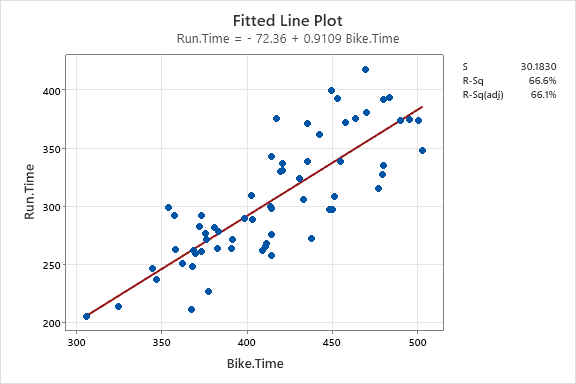 Fitted Line Plot
Run.Time = - 72.36 + 0.9109 Bike.Time
S 30.1830
R-Sq 66.6%
R-Sq(adj) 66.1%
Run.Time
400
350
300
250
200
300 350 400 450 500
Bike.Time